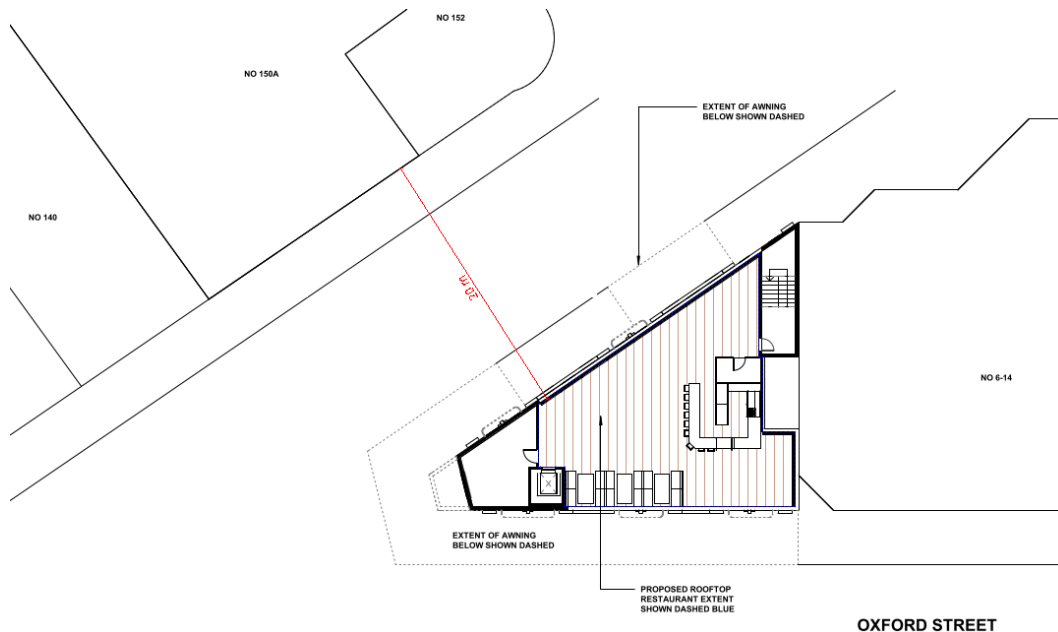 NO 152
NO 150A
EXTENT OF AWNING
BELOW SHOWN DASHED
NO 140
20 m
NO 6-14
EXTENT OF AWNING
BELOW SHOWN DASHED
PROPOSED ROOFTOP
RESTAURANT EXTENT
SHOWN DASHED BLUE
OXFORD STREET